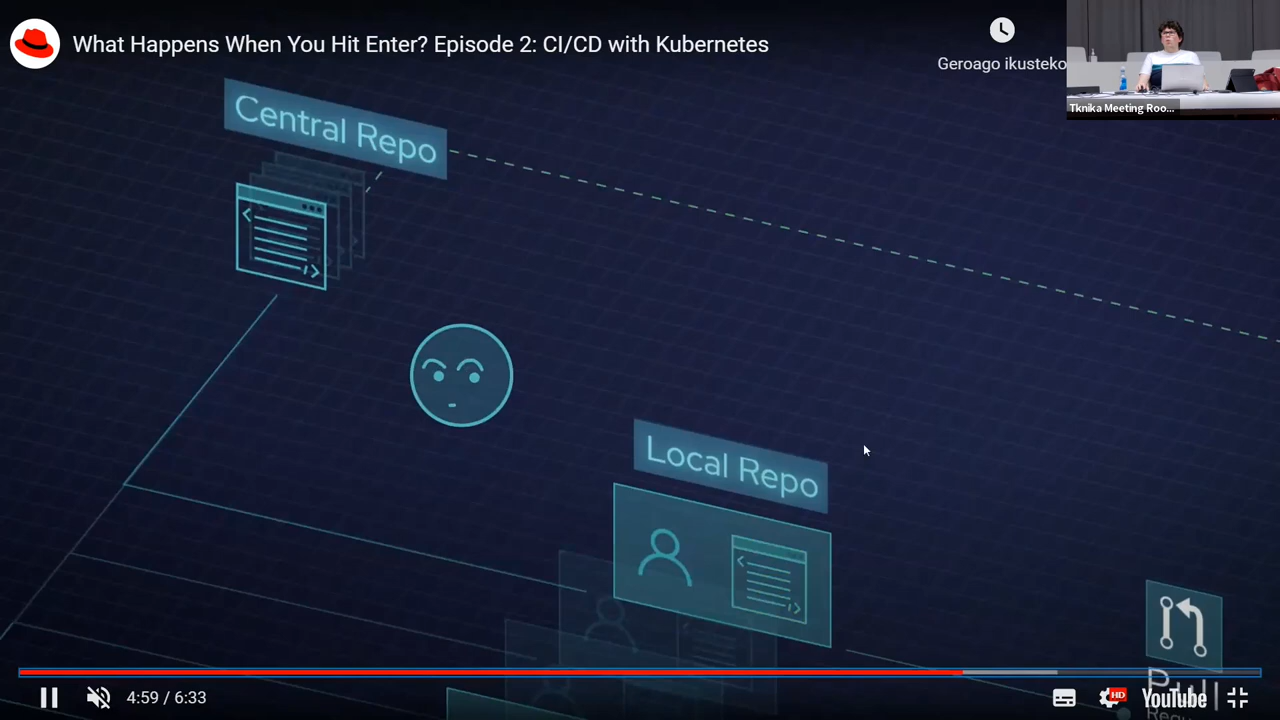 What Happens When You Hit Enter? Episode 2: CI/CD with Kubernetes
Geroago ikusteko
Tknika Meeting Roo...
Central Repo
Local Repo
4:59 / 6:33
HD
YouTube